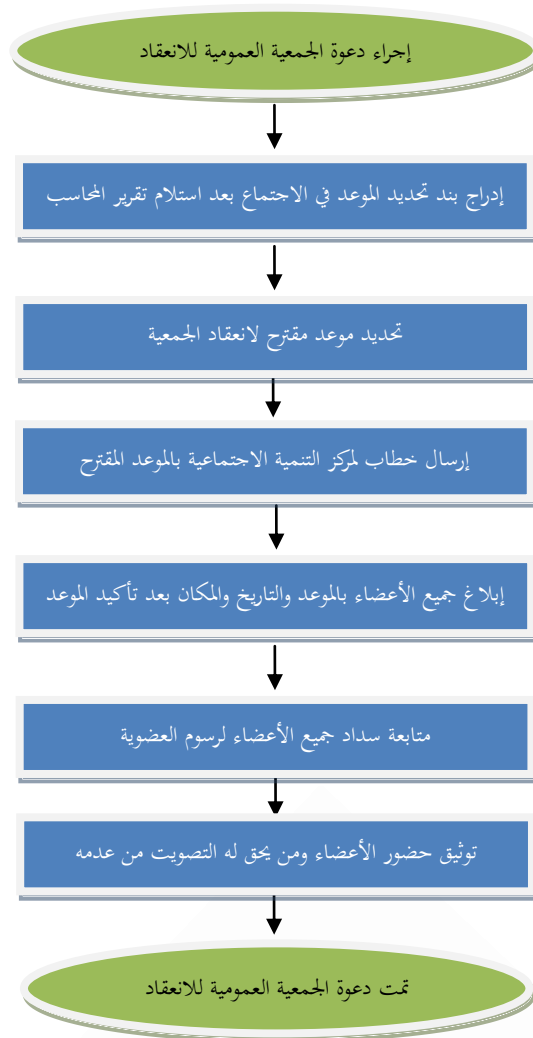 إجراء دعوة الجمعية العمومية للانعقاد
إدراج بند تحديد الموعد في الاجتماع بعد استلام تقرير المحاسب
تحديد موعد مقترح لانعقاد الجمعية
إرسال خطاب لمركز التنمية الاجتماعية بالموعد المقترح
إبلاغ جميع الأعضاء بالموعد والتاريخ والمكان بعد تأكيد الموعد
متابعة سداد جميع الأعضاء لرسوم العضوية
توثيق حضور الأعضاء ومن يحق له التصويت من عدمه
تمت دعوة الجمعية العمومية للانعقاد